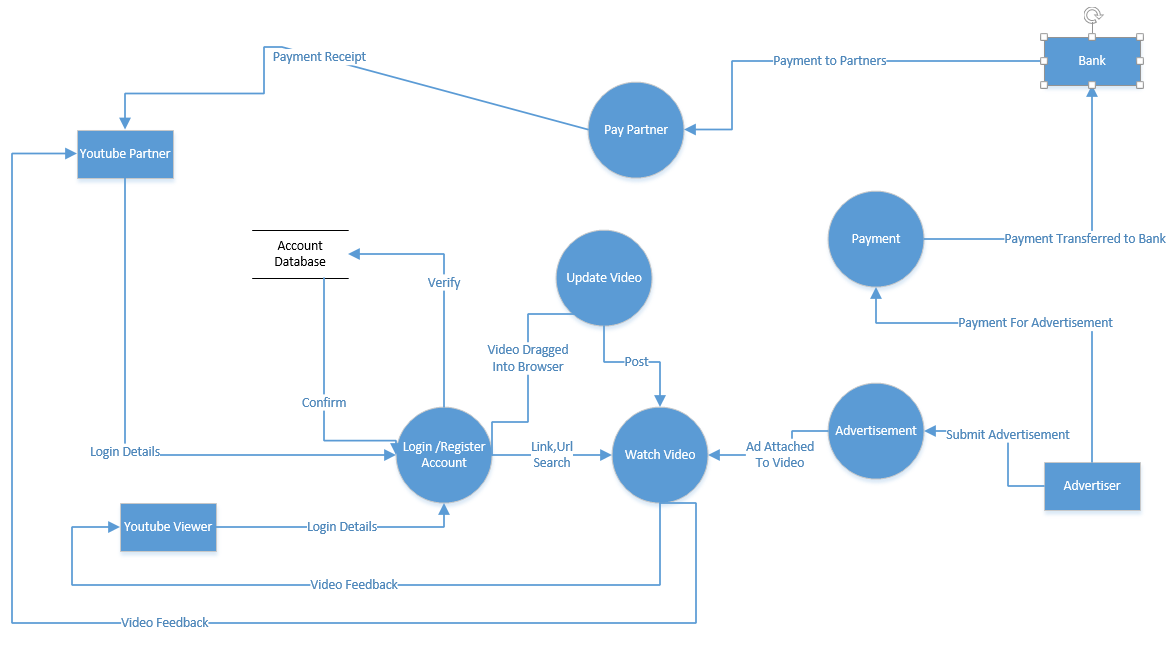 Payment Receipt
Payment to Partners
Bank
Pay Partner
Youtube Partner
Account
Database
Verify
Update Video
Payment
Payment Transferred to Bank
Payment For Advertisement
Video Dragged
Into Browser
Post
Confirm
Login Details
Login /Register
Account
Link,Url
Search
Watch Video
Ad Attached
To Video
Advertisement
Submit Advertisement
Advertiser
Youtube Viewer
Login Details
Video Feedback
Video Feedback